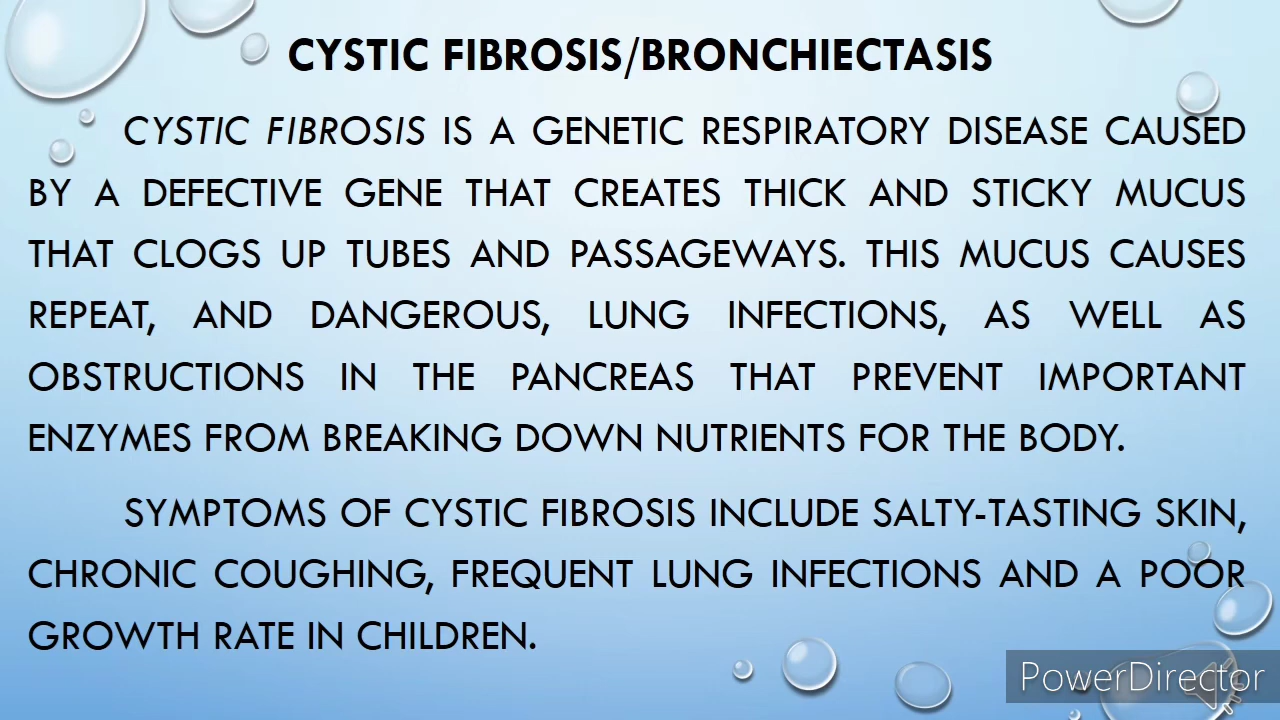 CYSTIC FIBROSIS/BRONCHIECTASIS
CYSTIC FIBROSIS IS A GENETIC RESPIRATORY DISEASE CAUSED
BY A DEFECTIVE GENE THAT CREATES THICK AND STICKY MUCUS
THAT CLOGS UP TUBES AND PASSAGEWAYS. THIS MUCUS CAUSES
REPEAT, AND DANGEROUS, LUNG INFECTIONS, AS WELL AS
OBSTRUCTIONS IN THE PANCREAS THAT PREVENT IMPORTANT
ENZYMES FROM BREAKING DOWN NUTRIENTS FOR THE BODY.
SYMPTOMS OF CYSTIC FIBROSIS INCLUDE SALTY-TASTING SKIN,
CHRONIC COUGHING, FREQUENT LUNG INFECTIONS AND A POOR
GROWTH RATE IN CHILDREN.
PowerDirector